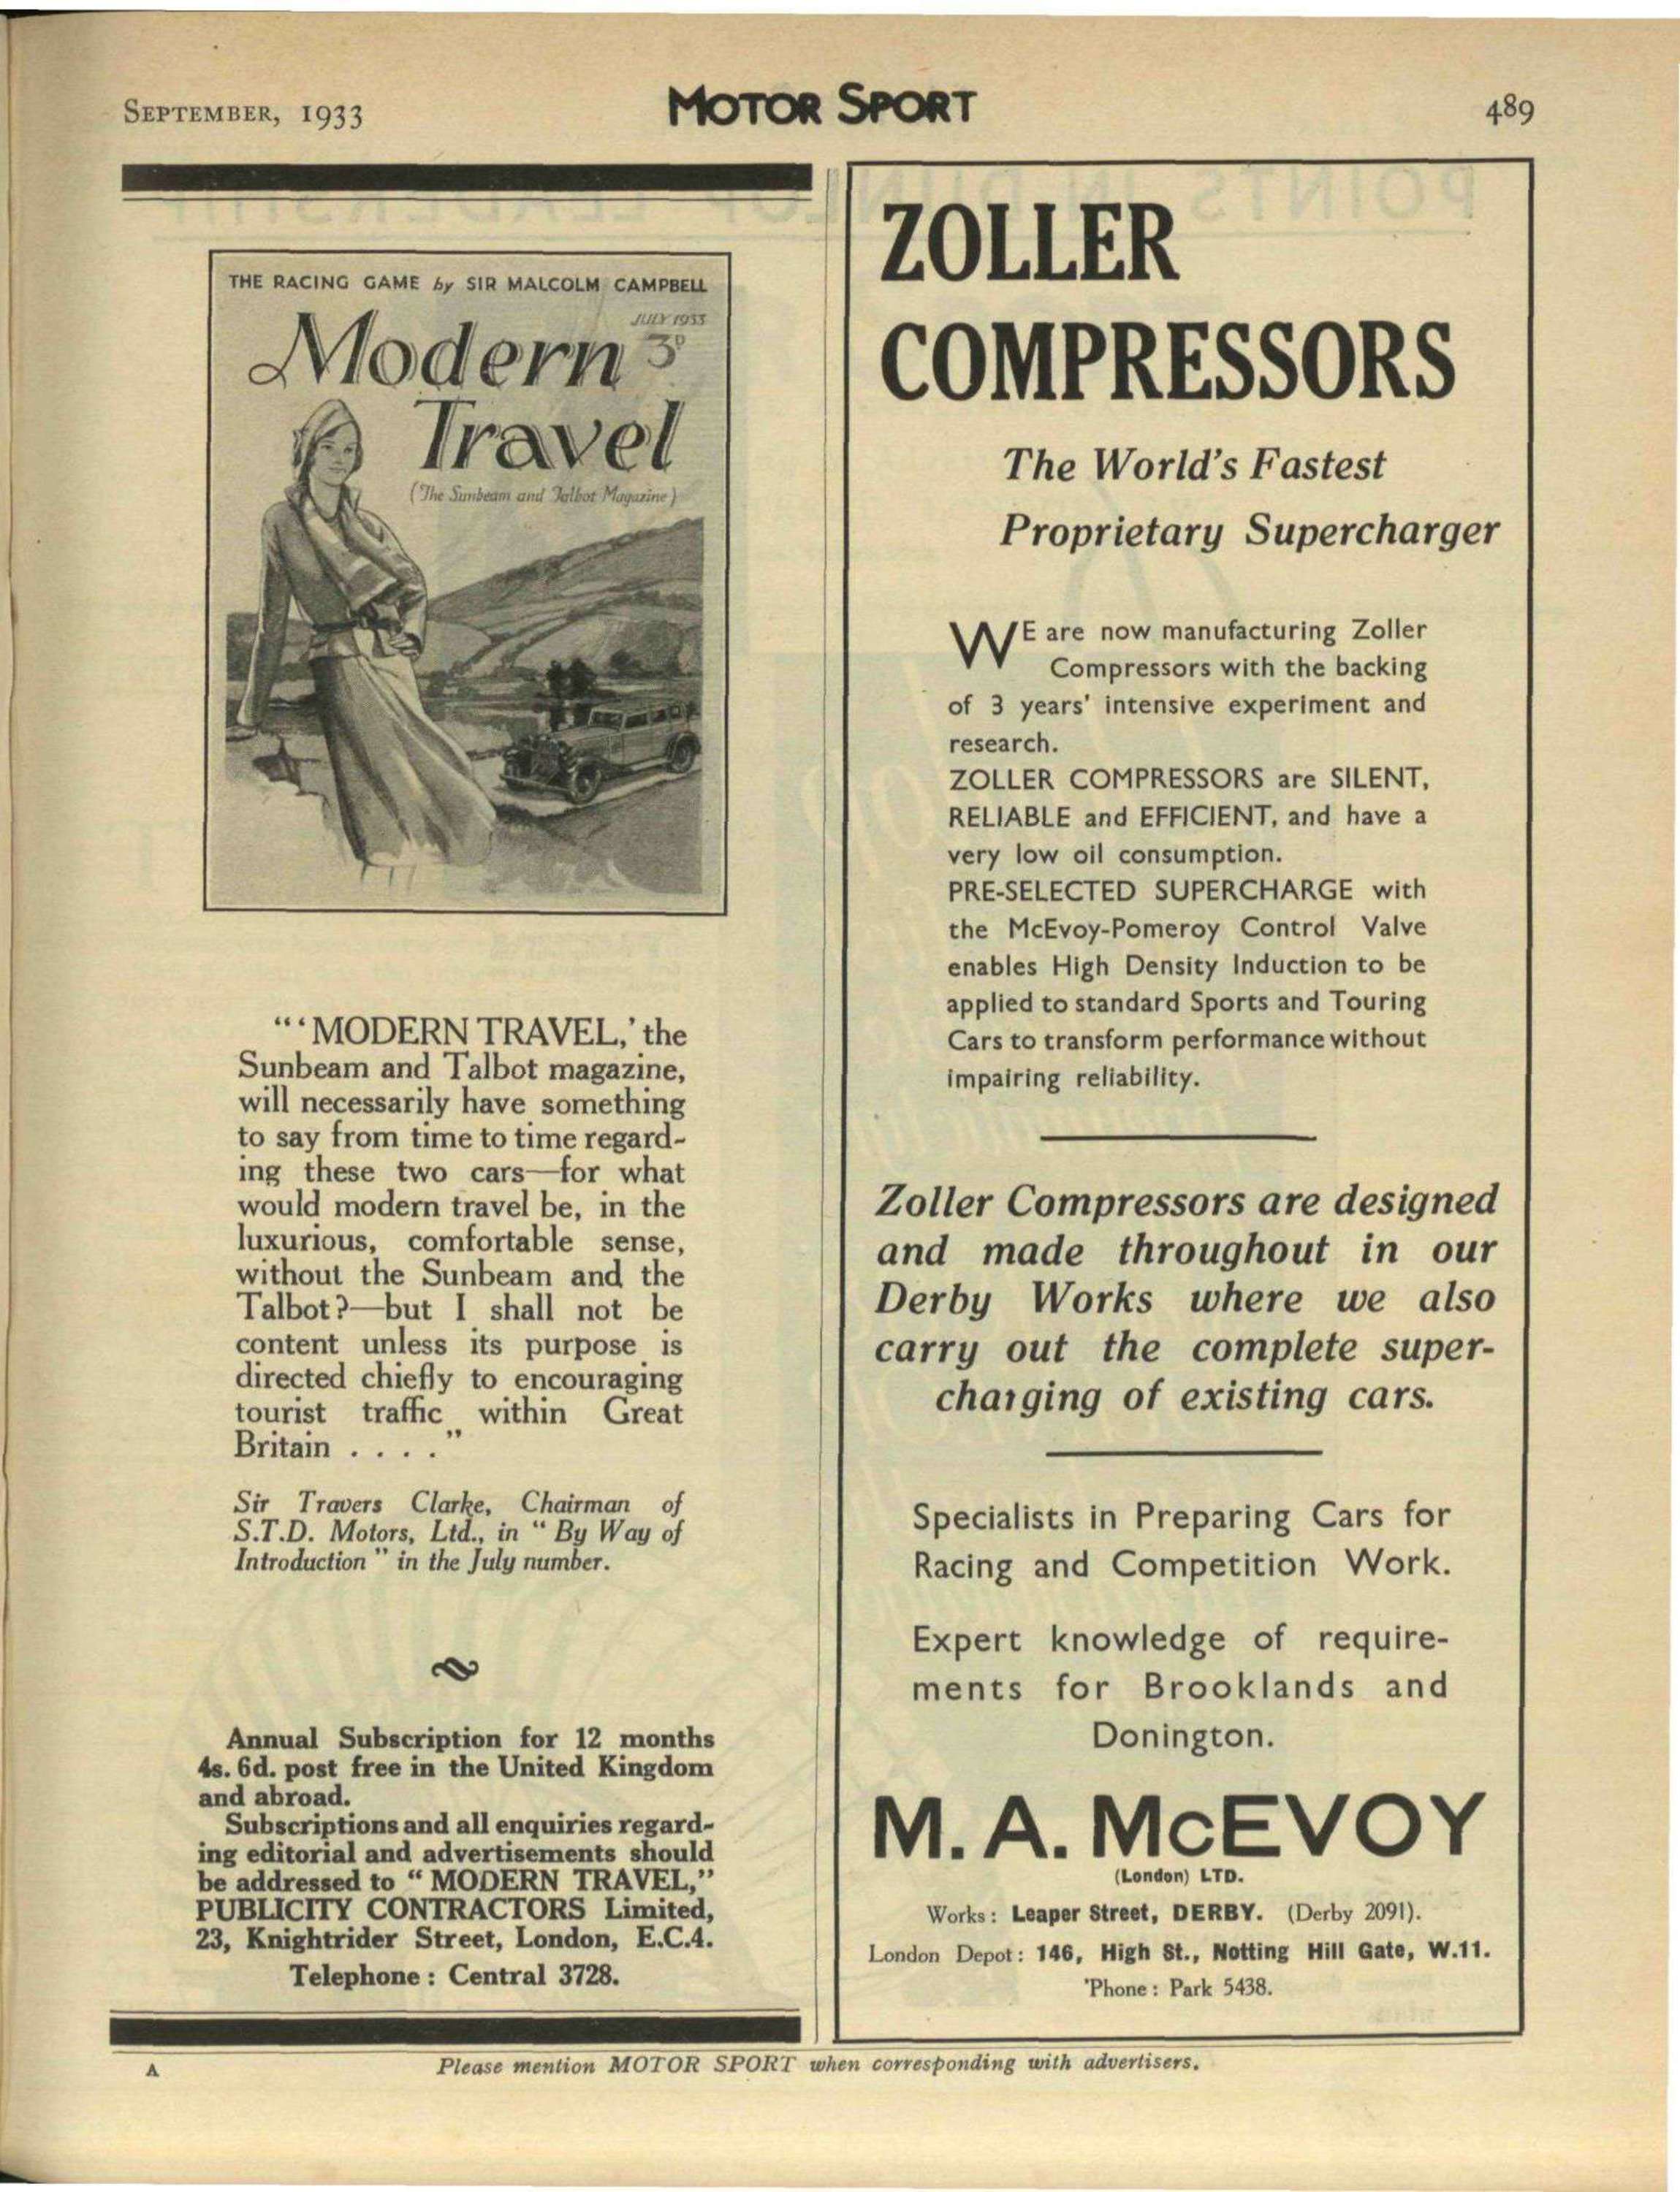 SEPTEMBER, 1933
MOTOR SPORT
489
THE RACING GAME by SIR MALCOLM CAMPBELL
JULY 1933
Modern 3D
Travel
(The Sunbeam and Talbot Magazine)
"'MODERN TRAVEL,' the
Sunbeam and Talbot magazine,
will necessarily have something
to say from time to time regard-
ing these two cars—for what
would modern travel be, in the
luxurious, comfortable sense,
without the Sunbeam and the
Talbot?—but I shall not be
content unless its purpose is
directed chiefly to encouraging
tourist traffic within Great
Britain . . . ."
Sir Travers Clarke, Chairman of
S.T.D. Motors, Ltd., in " By Way of
Introduction " in the July number.
Annual Subscription for 12 months
4s. 6d. post free in the United Kingdom
and abroad.
Subscriptions and all enquiries regard-
ing editorial and advertisements should
be addressed to " MODERN TRAVEL,"
PUBLICITY CONTRACTORS Limited,
23, Knightrider Street, London, E.C.4.
Telephone : Central 3728.
ZOLLER
COMPRESSORS
The World's Fastest
Proprietary Supercharger
WE are now manufacturing Zoller
Compressors with the backing
of 3 years' intensive experiment and
research.
ZOLLER COMPRESSORS are SILENT,
RELIABLE and EFFICIENT, and have a
very low oil consumption.
PRE-SELECTED SUPERCHARGE with
the McEvoy-Pomeroy Control Valve
enables High Density Induction to be
applied to standard Sports and Touring
Cars to transform performance without
impairing reliability.
Zoller Compressors are designed
and made throughout in our
Derby Works where we also
carry out the complete super-
charging of existing cars.
Specialists in Preparing Cars for
Racing and Competition Work.
Expert knowledge of require-
ments for Brooklands and
Donington.
M. A. McEVOY
(London) LTD.
Works : Leaper Street, DERBY. (Derby 2091).
London Depot : 146, High St., Notting Hill Gate, W.11.
'Phone : Park 5438.
A
Please mention MOTOR SPORT when corresponding with advertisers.